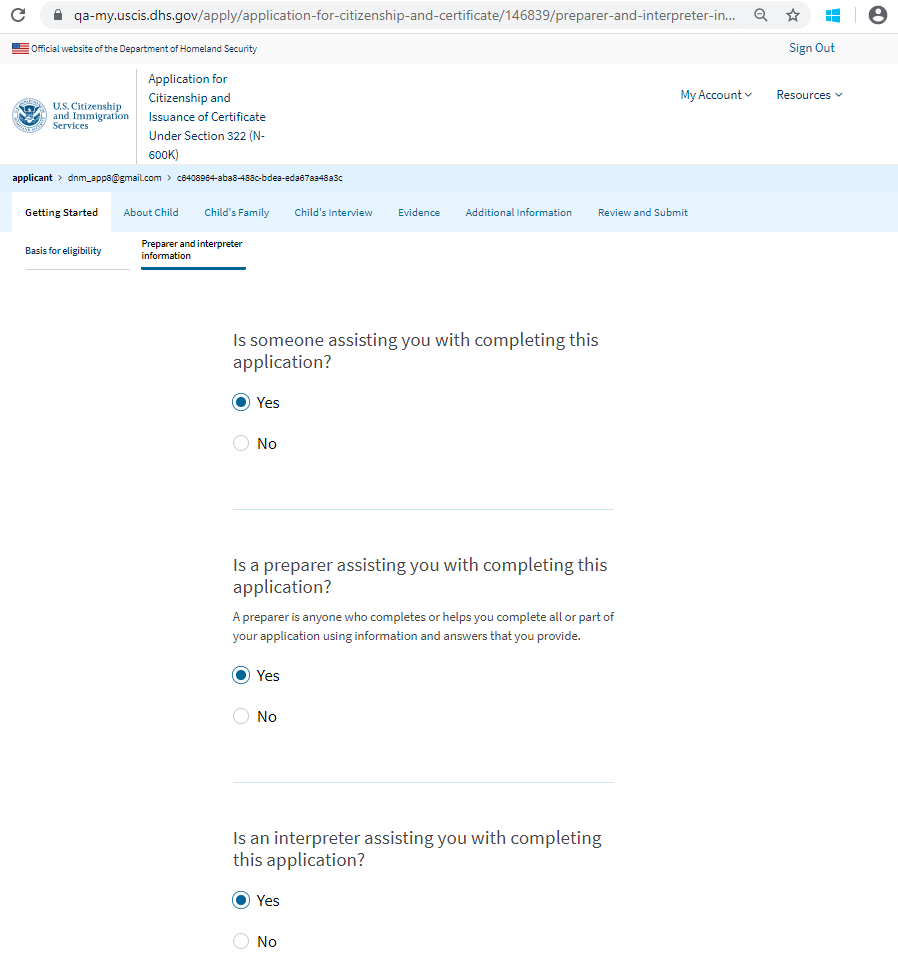 qa-my.uscis.dhs.gov/apply/application-for-citizenship-and-certificate/146839/preparer-and-interpreter-in...
Official website of the Department of Homeland Security
Sign Out
U.S. Citizenship
and Immigration
Services
Application for
Citizenship and
Issuance of Certificate
Under Section 322 (N-
600K)
My Account
Resources
applicant > dnm_app8@gmail.com > c6408964-aba8-488c-bdea-eda67aa48a3c
Getting Started
About Child
Child's Family
Child's Interview
Evidence
Additional Information
Review and Submit
Basis for eligibility
Preparer and interpreter
information
Is someone assisting you with completing this
application?
Yes
No
Is a preparer assisting you with completing this
application?
A preparer is anyone who completes or helps you complete all or part of
your application using information and answers that you provide.
Yes
No
Is an interpreter assisting you with completing
this application?
Yes
No